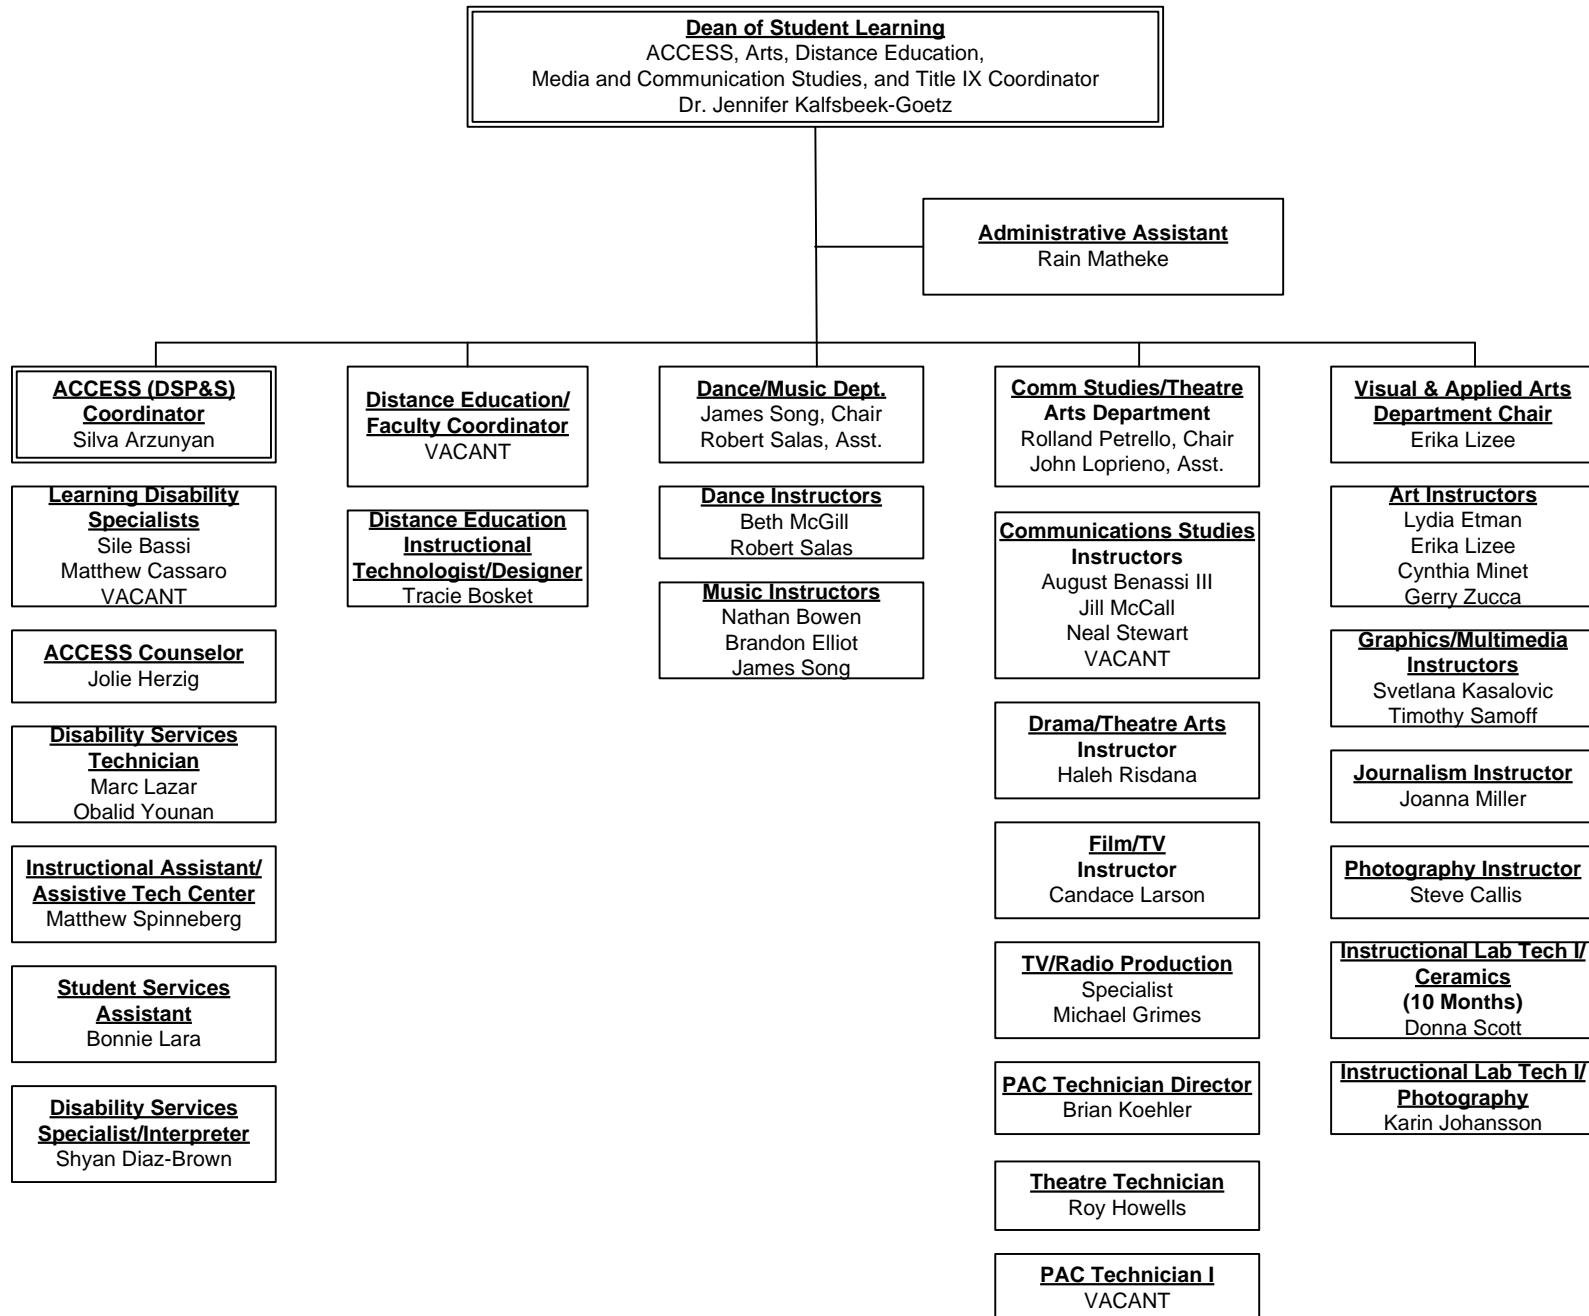 Dean of Student Learning
ACCESS, Arts, Distance Education,
Media and Communication Studies, and Title IX Coordinator
Dr. Jennifer Kalfsbeek-Goetz
Administrative Assistant
Rain Matheke
ACCESS (DSP&S)
Coordinator
Silva Arzunyan
Learning Disability
Specialists
Sile Bassi
Matthew Cassaro
VACANT
ACCESS Counselor
Jolie Herzig
Disability Services
Technician
Marc Lazar
Obalid Younan
Instructional Assistant/
Assistive Tech Center
Matthew Spinneberg
Student Services
Assistant
Bonnie Lara
Disability Services
Specialist/Interpreter
Shyan Diaz-Brown
Distance Education/
Faculty Coordinator
VACANT
Distance Education
Instructional
Technologist/Designer
Tracie Bosket
Dance/Music Dept.
James Song, Chair
Robert Salas, Asst.
Dance Instructors
Beth McGill
Robert Salas
Music Instructors
Nathan Bowen
Brandon Elliot
James Song
Comm Studies/Theatre
Arts Department
Rolland Petrello, Chair
John Loprieno, Asst.
Communications Studies
Instructors
August Benassi III
Jill McCall
Neal Stewart
VACANT
Drama/Theatre Arts
Instructor
Haleh Risdana
Film/TV
Instructor
Candace Larson
TV/Radio Production
Specialist
Michael Grimes
PAC Technician Director
Brian Koehler
Theatre Technician
Roy Howells
PAC Technician I
VACANT
Visual & Applied Arts
Department Chair
Erika Lizee
Art Instructors
Lydia Etman
Erika Lizee
Cynthia Minet
Gerry Zucca
Graphics/Multimedia
Instructors
Svetlana Kasalovic
Timothy Samoff
Journalism Instructor
Joanna Miller
Photography Instructor
Steve Callis
Instructional Lab Tech I/
Ceramics
(10 Months)
Donna Scott
Instructional Lab Tech I/
Photography
Karin Johansson